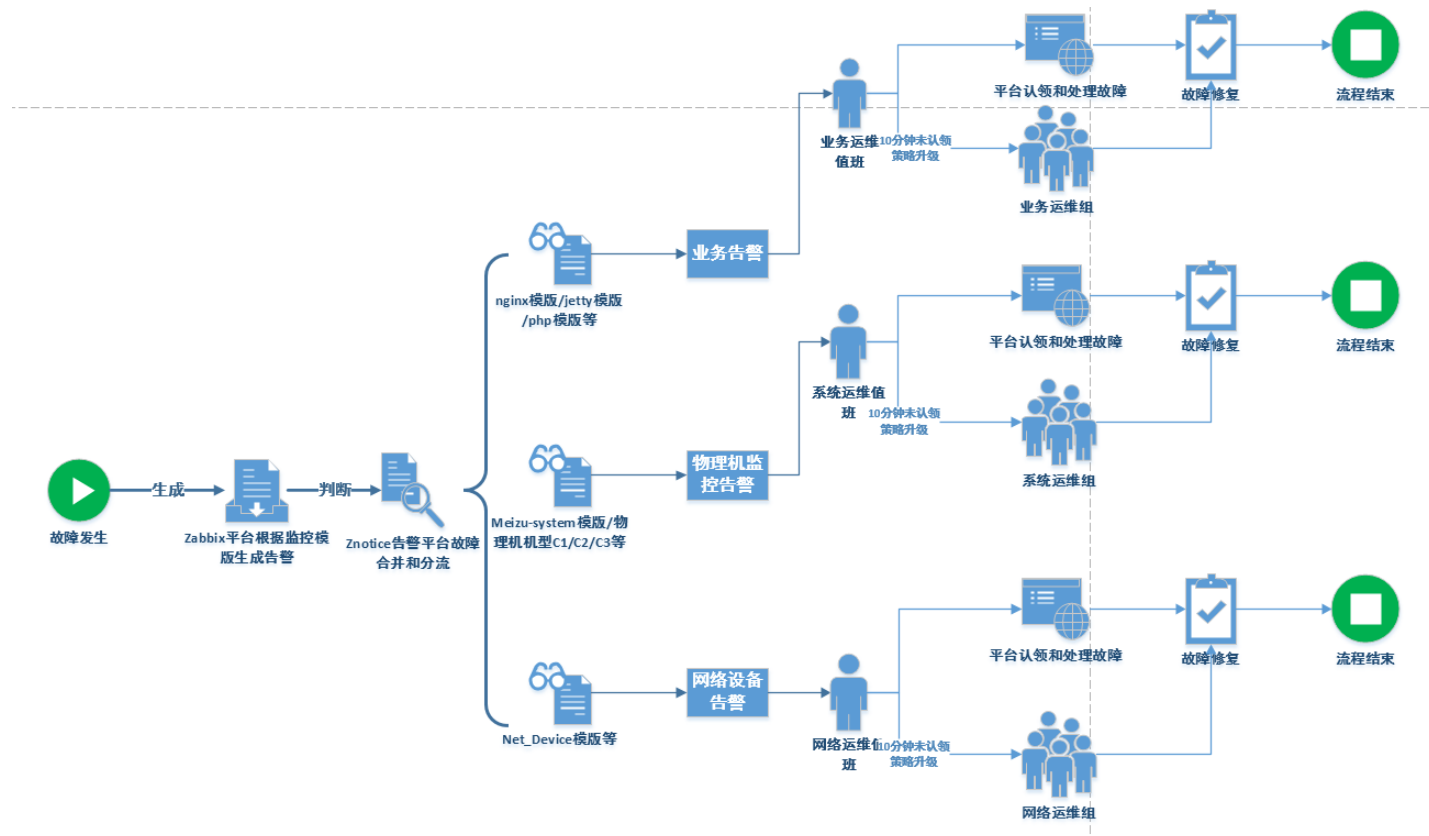 平台认领和处理故障
故障修复
流程结束
业务运维
值班
10分钟未认领
策略升级
业务运维组
业务告警
nginx模版/jetty模版
/php模版等
平台认领和处理故障
故障修复
流程结束
系统运维值
班
10分钟未认领
策略升级
系统运维组
物理机监
控告警
Meizu-system模版/物
理机机型C1/C2/C3等
故障发生
生成
Zabbix平台根据监控模
版生成告警
判断
Znotice告警平台故障
合并和分流
平台认领和处理故障
故障修复
流程结束
网络设备
告警
Net_Device模版等
网络运维值
班
10分钟未认领
策略升级
网络运维组